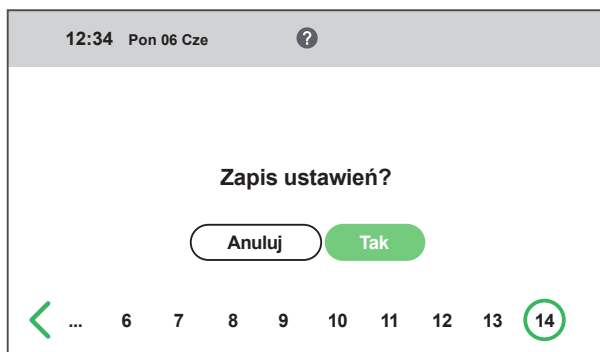 12:34 Pon 06 Cze ?
Zapis ustawień?
Anuluj Tak
... 6 7 8 9 10 11 12 13 14